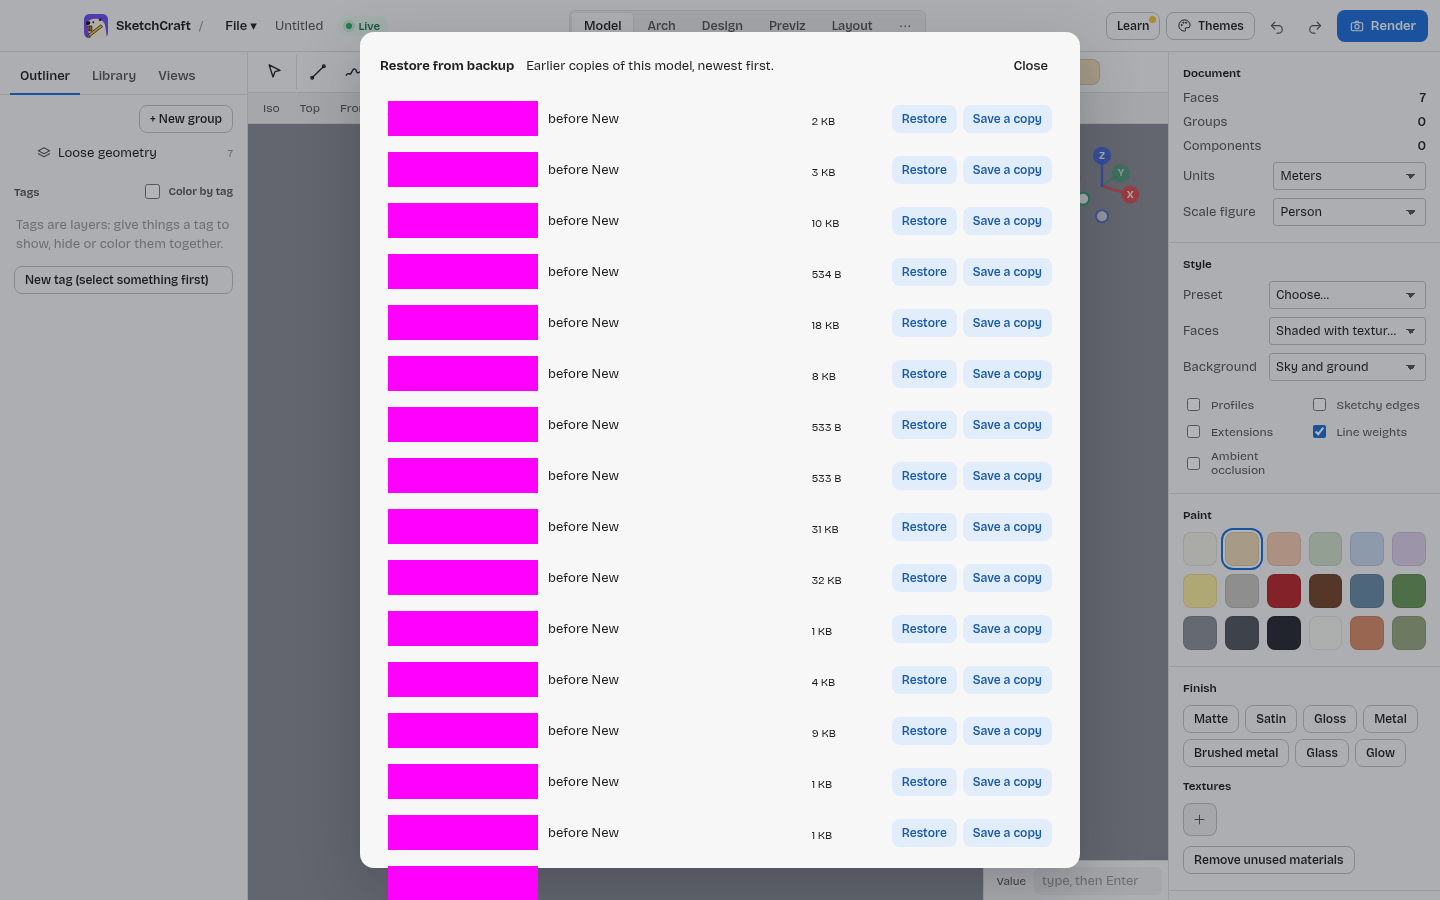 SketchCraft / File ▾ Untitled Live Model Arch Design Previz Layout ··· Learn Themes Render
Outliner Library Views
+ New group
Loose geometry 7
Tags Color by tag
Tags are layers: give things a tag to
show, hide or color them together.
New tag (select something first)
Iso Top
Restore from backup Earlier copies of this model, newest first. Close
before New 2 KB Restore Save a copy
before New 3 KB Restore Save a copy
before New 10 KB Restore Save a copy
before New 534 B Restore Save a copy
before New 18 KB Restore Save a copy
before New 8 KB Restore Save a copy
before New 533 B Restore Save a copy
before New 533 B Restore Save a copy
before New 31 KB Restore Save a copy
before New 32 KB Restore Save a copy
before New 1 KB Restore Save a copy
before New 4 KB Restore Save a copy
before New 9 KB Restore Save a copy
before New 1 KB Restore Save a copy
before New 1 KB Restore Save a copy
Z
Y
X
Value type, then Enter
Document
Faces 7
Groups 0
Components 0
Units Meters
Scale figure Person
Style
Preset Choose...
Faces Shaded with textur...
Background Sky and ground
Profiles Sketchy edges
Extensions Line weights
Ambient
occlusion
Paint
Finish
Matte Satin Gloss Metal
Brushed metal Glass Glow
Textures
+
Remove unused materials